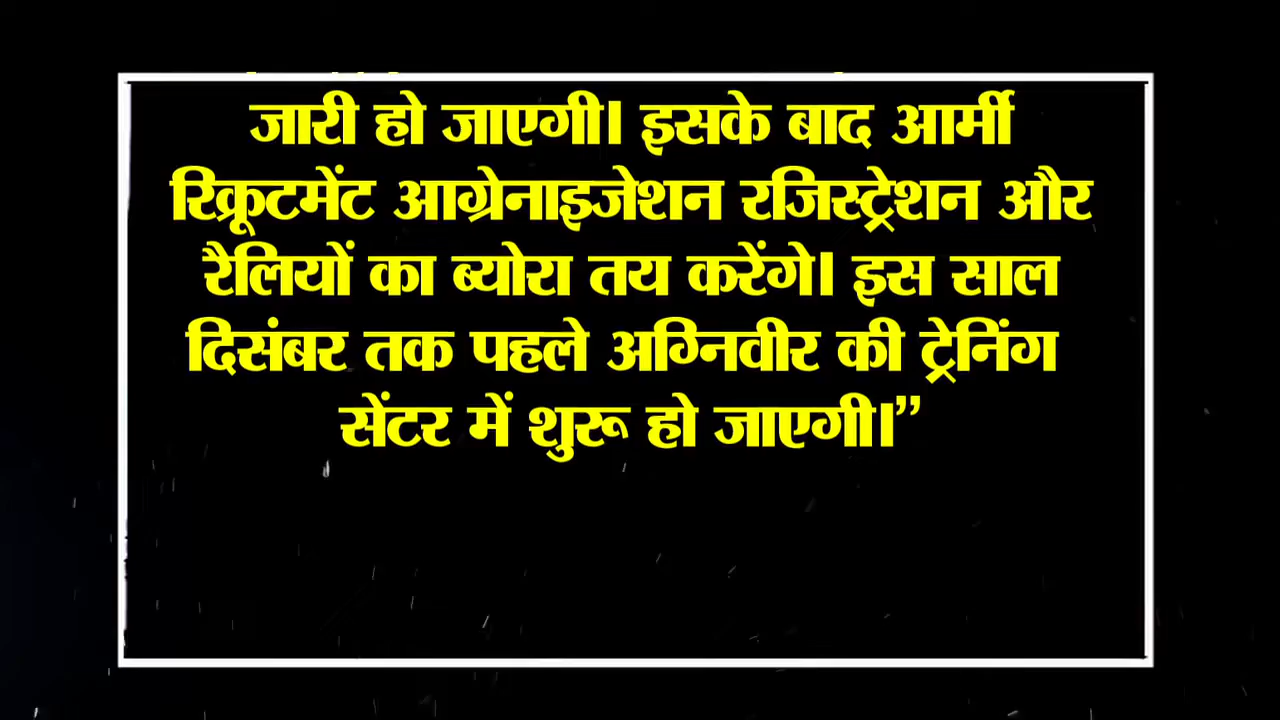 जारी हो जाएगी। इसके बाद आर्मी
रिक्रूटमेंट आग्रेनाइजेशन रजिस्ट्रेशन और
रैलियों का ब्योरा तय करेंगे। इस साल
दिसंबर तक पहले अग्निवीर की ट्रेनिंग
सेंटर में शुरू हो जाएगी।”